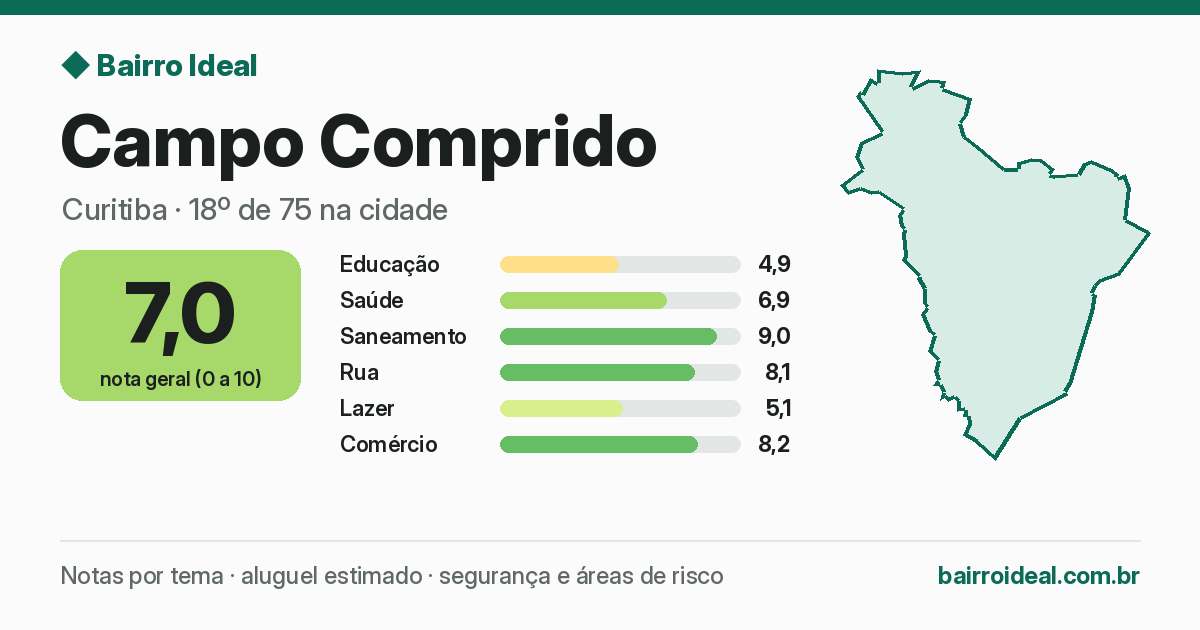 Bairro Ideal
Campo Comprido
Curitiba · 18º de 75 na cidade
7,0
nota geral (0 a 10)
Educação 4,9
Saúde 6,9
Saneamento 9,0
Rua 8,1
Lazer 5,1
Comércio 8,2
Notas por tema · aluguel estimado · segurança e áreas de risco
bairroideal.com.br